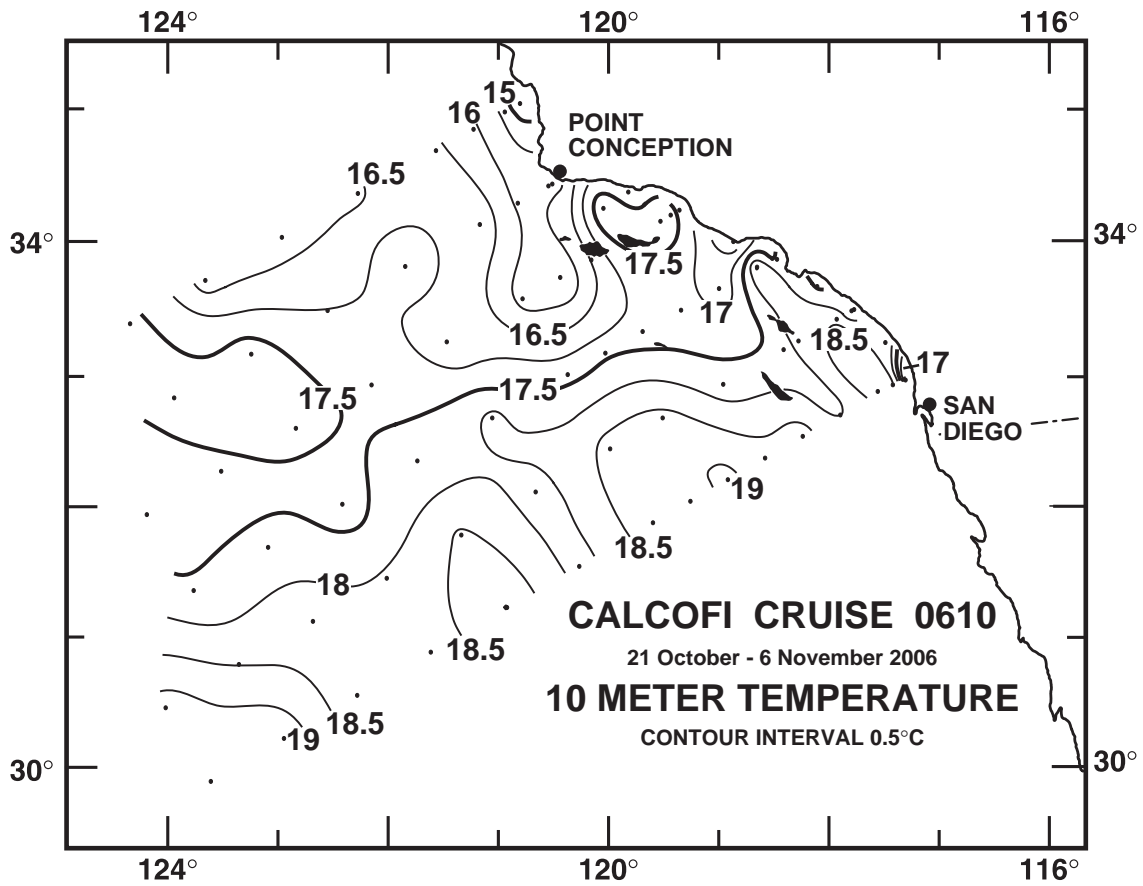 124° 120° 116°
15
16
POINT
CONCEPTION
16.5
34° 34°
17.5
17
16.5
18.5
17
17.5
17.5
SAN
DIEGO
19
18.5
18
CALCOFI CRUISE 0610
18.5
21 October - 6 November 2006
10 METER TEMPERATURE
18.5
19
CONTOUR INTERVAL 0.5°C
30° 30°
124° 120° 116°